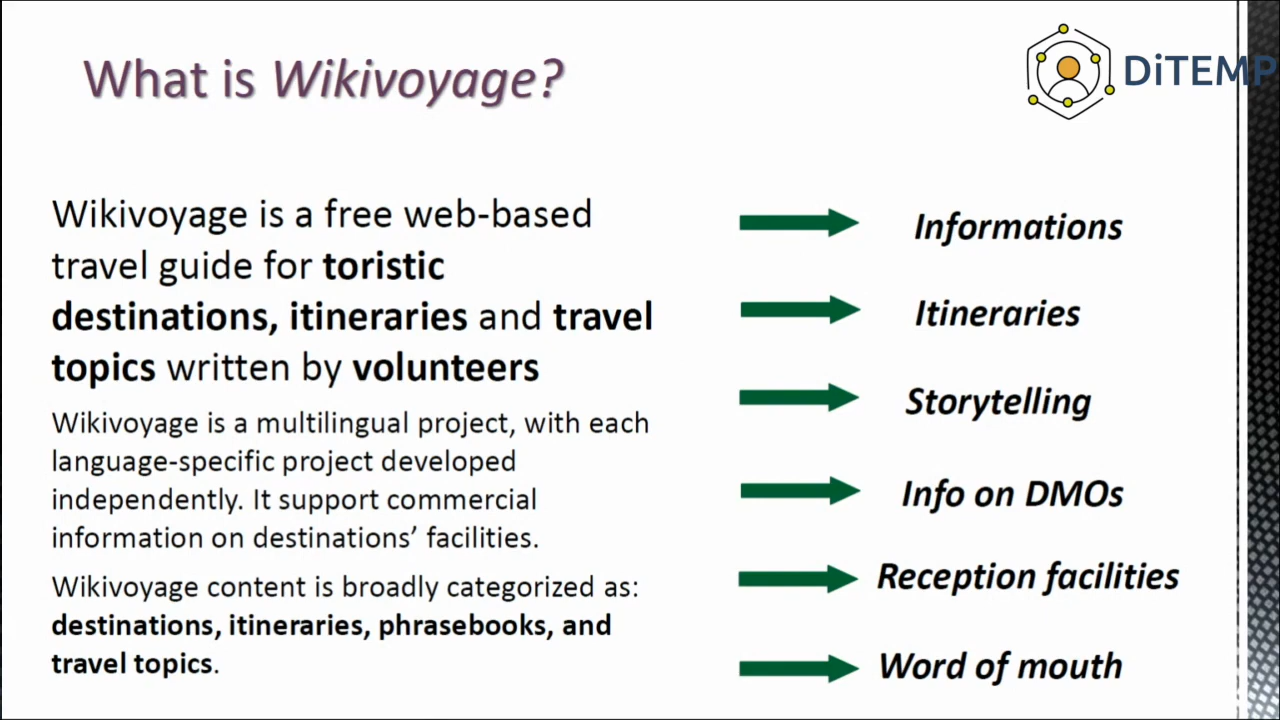 What is Wikivoyage?
DiTEMP
Wikivoyage is a free web-based
travel guide for toristic
destinations, itineraries and travel
topics written by volunteers
Wikivoyage is a multilingual project, with each
language-specific project developed
independently. It support commercial
information on destinations’ facilities.
Wikivoyage content is broadly categorized as:
destinations, itineraries, phrasebooks, and
travel topics.
Informations
Itineraries
Storytelling
Info on DMOs
Reception facilities
Word of mouth